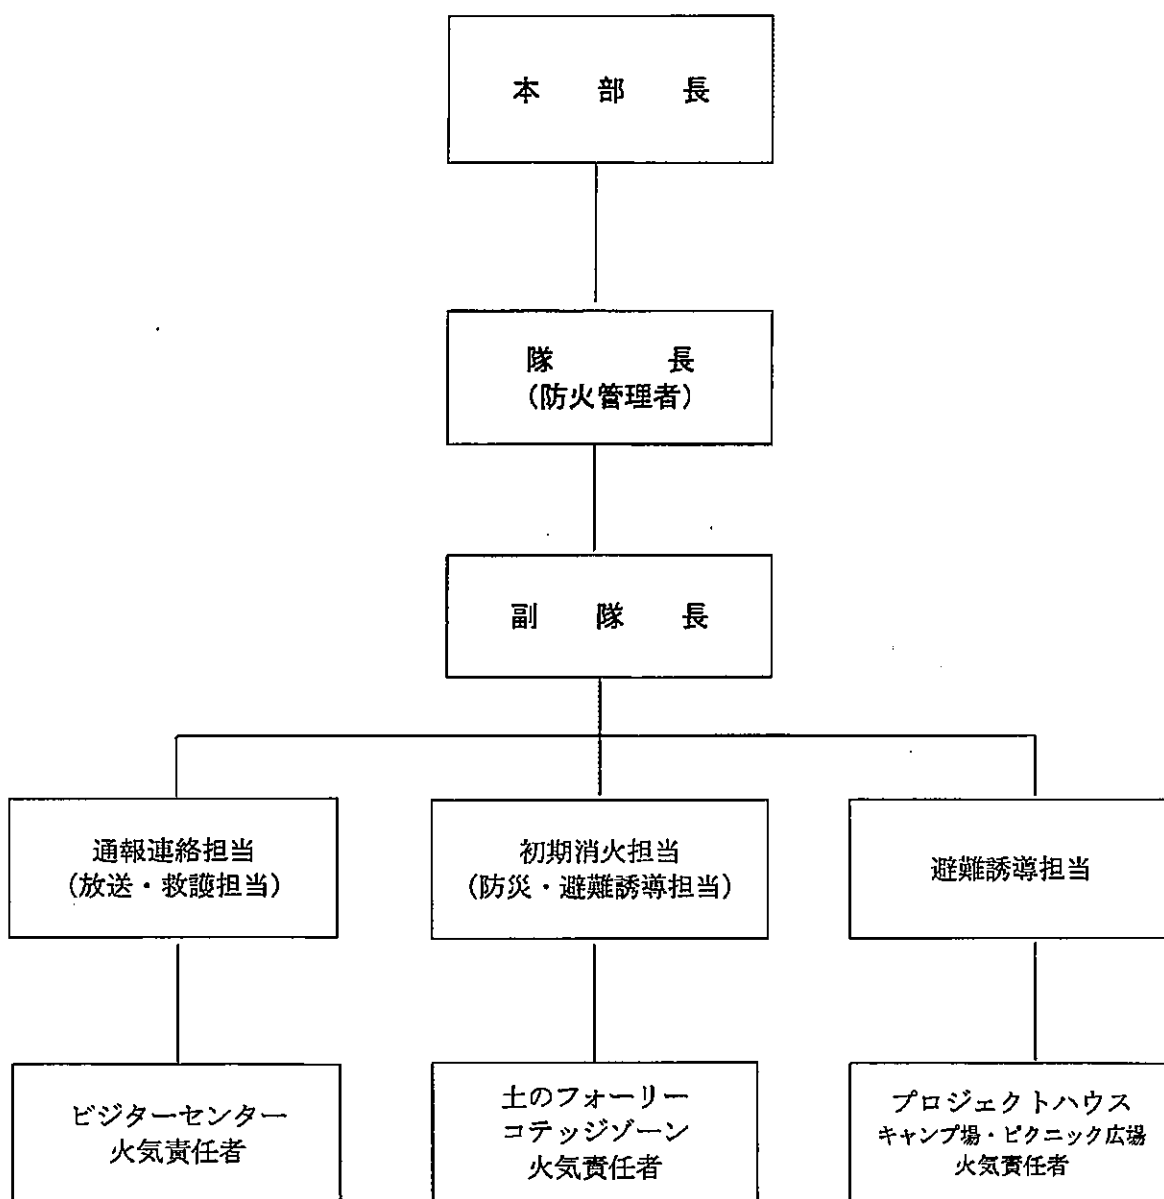 本部長
隊長
(防火管理者)
副隊長
通報連絡担当
(放送・救護担当)
初期消火担当
(防災・避難誘導担当)
避難誘導担当
ビジターセンター
火気責任者
土のフォーリー
コテッジゾーン
火気責任者
プロジェクトハウス
キャンプ場・ピクニック広場
火気責任者